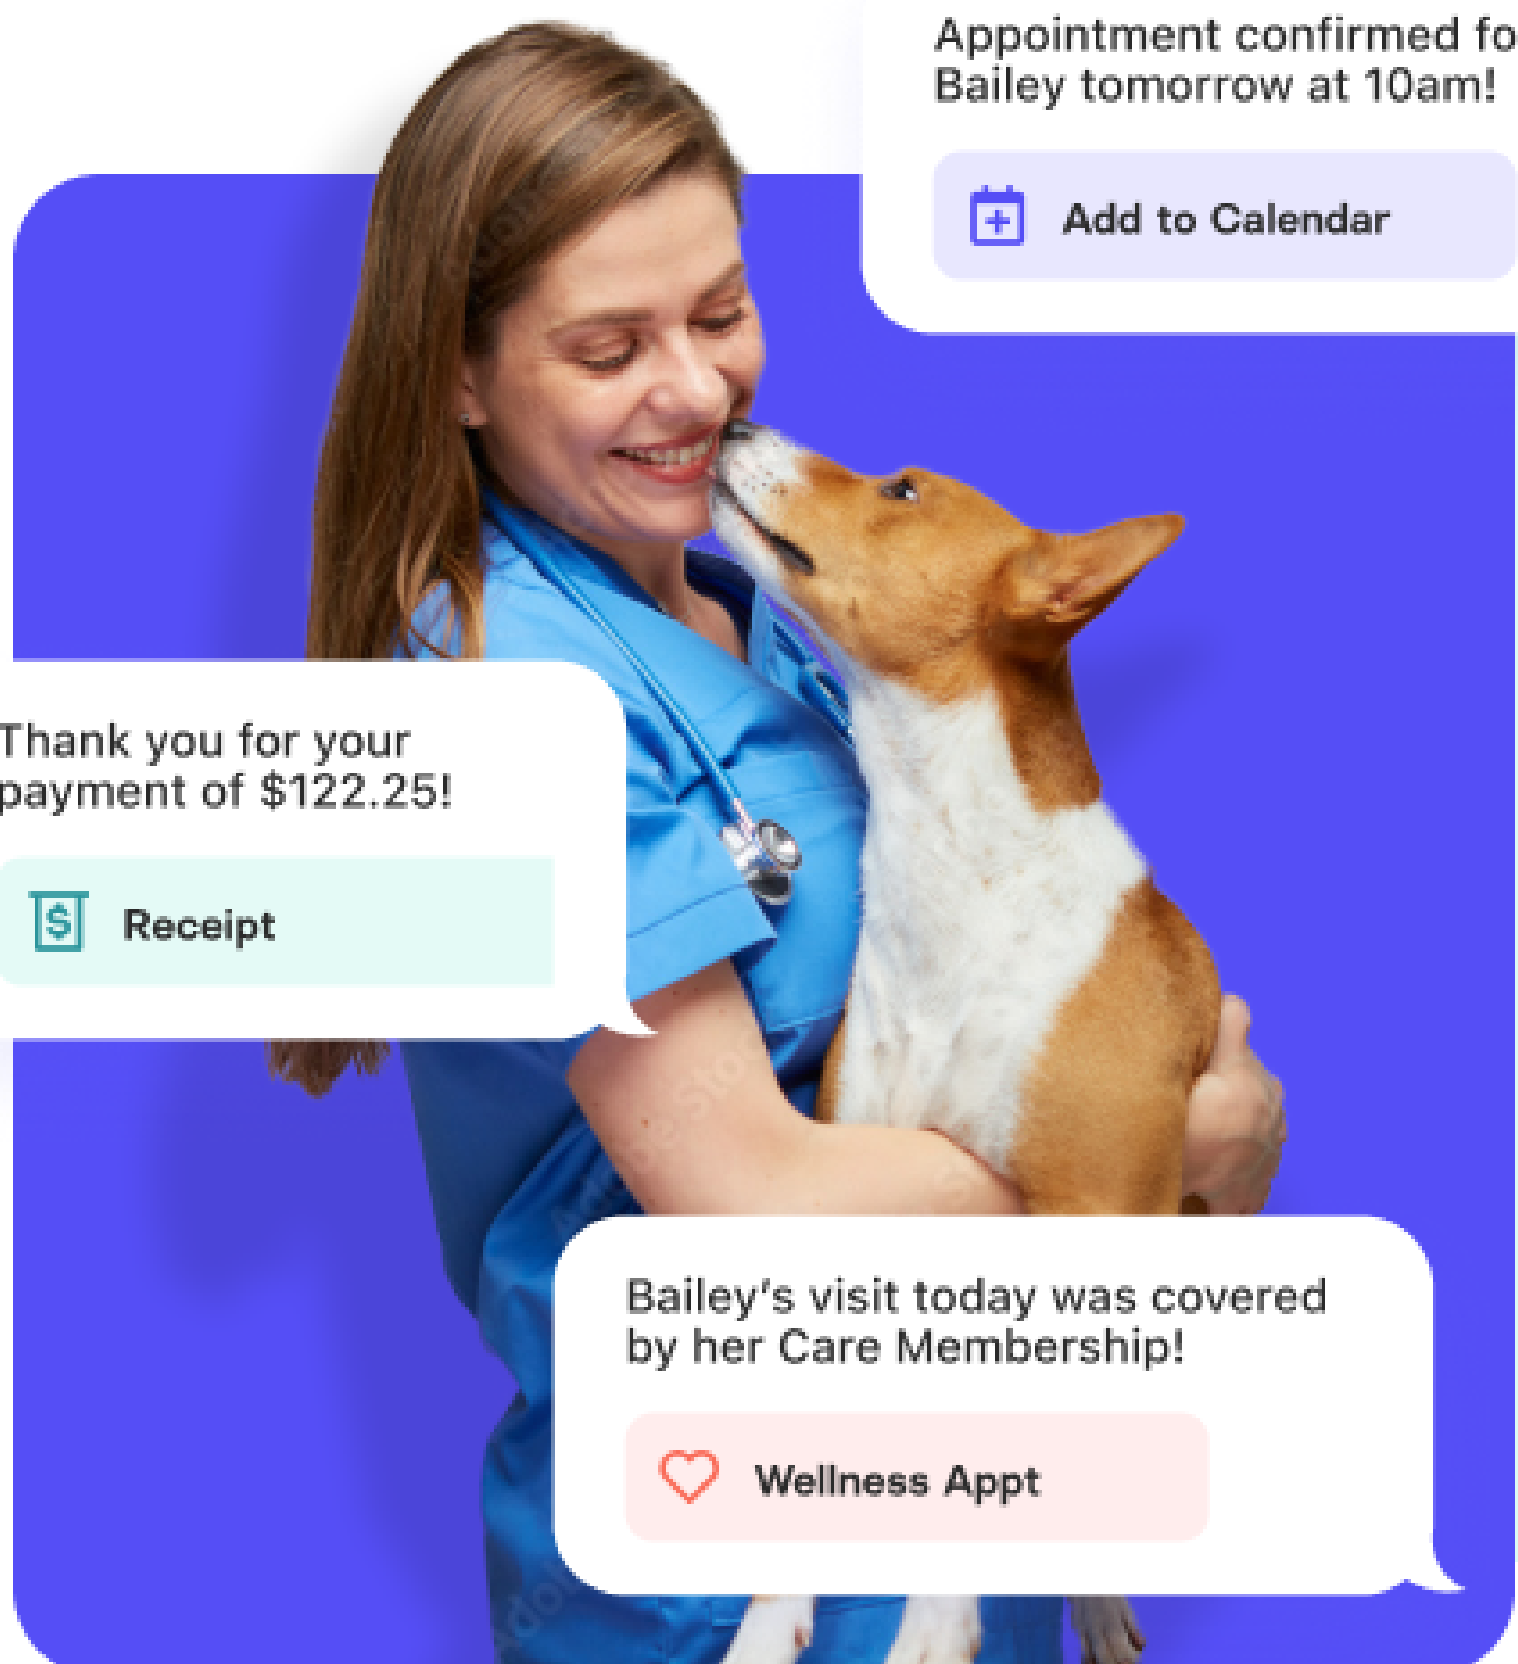 Appointment confirmed fo
Bailey tomorrow at 10am!
Add to Calendar
Thank you for your
payment of $122.25!
$ Receipt
Bailey's visit today was covered
by her Care Membership!
Wellness Appt